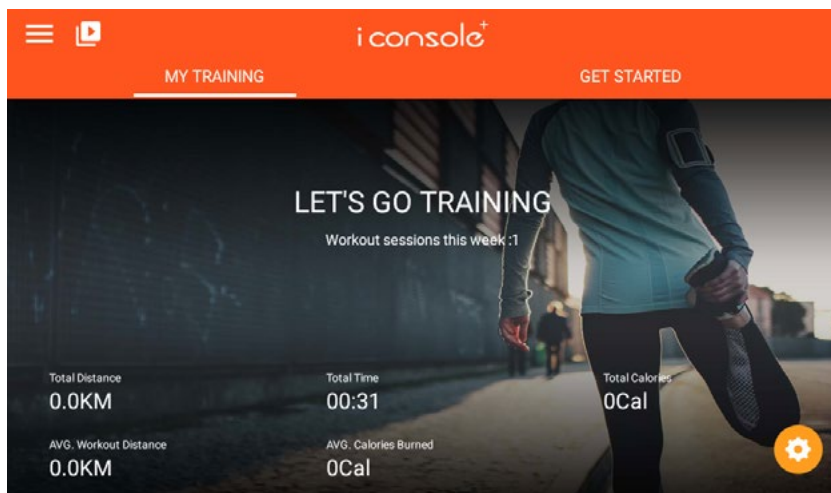 i console+
MY TRAINING
GET STARTED
LET'S GO TRAINING
Workout sessions this week :1
Total Distance
0.0KM
Total Time
00:31
Total Calories
0Cal
AVG. Workout Distance
0.0KM
AVG. Calories Burned
0Cal